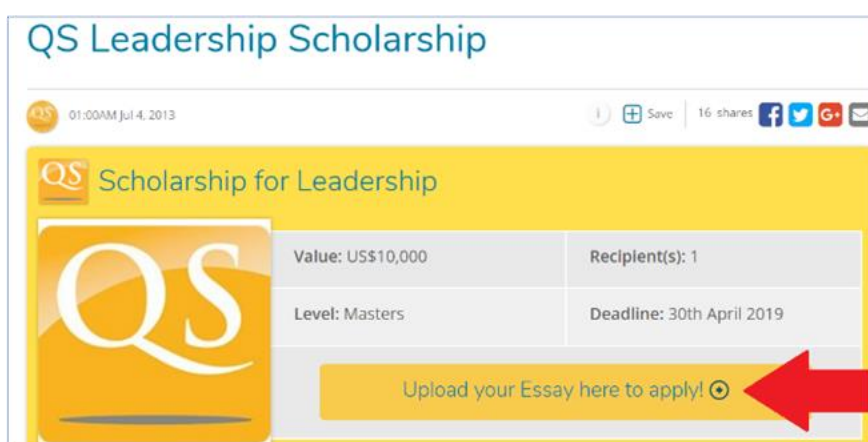 QS Leadership Scholarship
QS 01:00AM Jul 4, 2013 i Save 16 shares f G+
QS Scholarship for Leadership
QS
Value: US$10,000 Recipient(s): 1
Level: Masters Deadline: 30th April 2019
Upload your Essay here to apply!